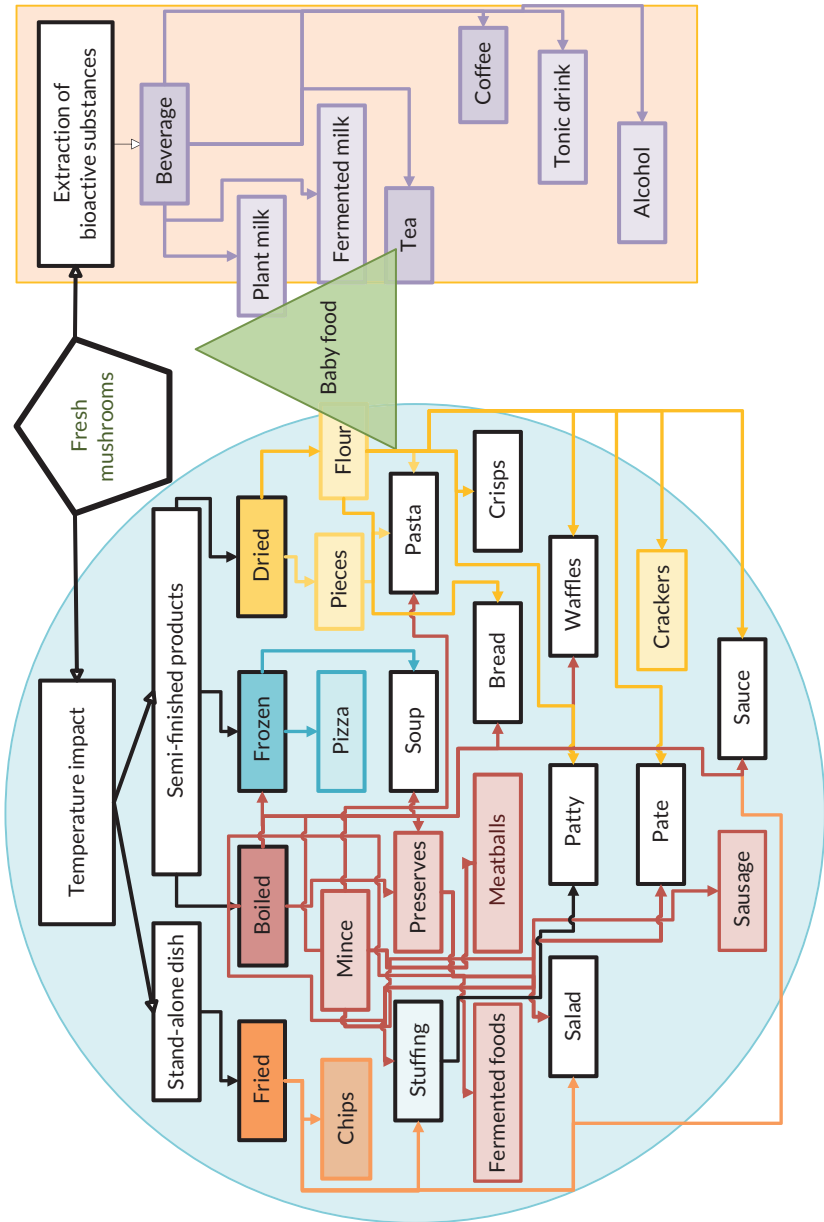 Fresh
mushrooms
Temperature impact
Extraction of
bioactive substances
Stand-alone dish
Semi-finished products
Beverage
Fried
Boiled
Frozen
Dried
Plant milk
Chips
Mince
Pizza
Pieces
Flour
Baby food
Fermented milk
Stuffing
Preserves
Soup
Pasta
Tea
Fermented foods
Meatballs
Bread
Crisps
Coffee
Salad
Patty
Waffles
Tonic drink
Pate
Crackers
Alcohol
Sausage
Sauce